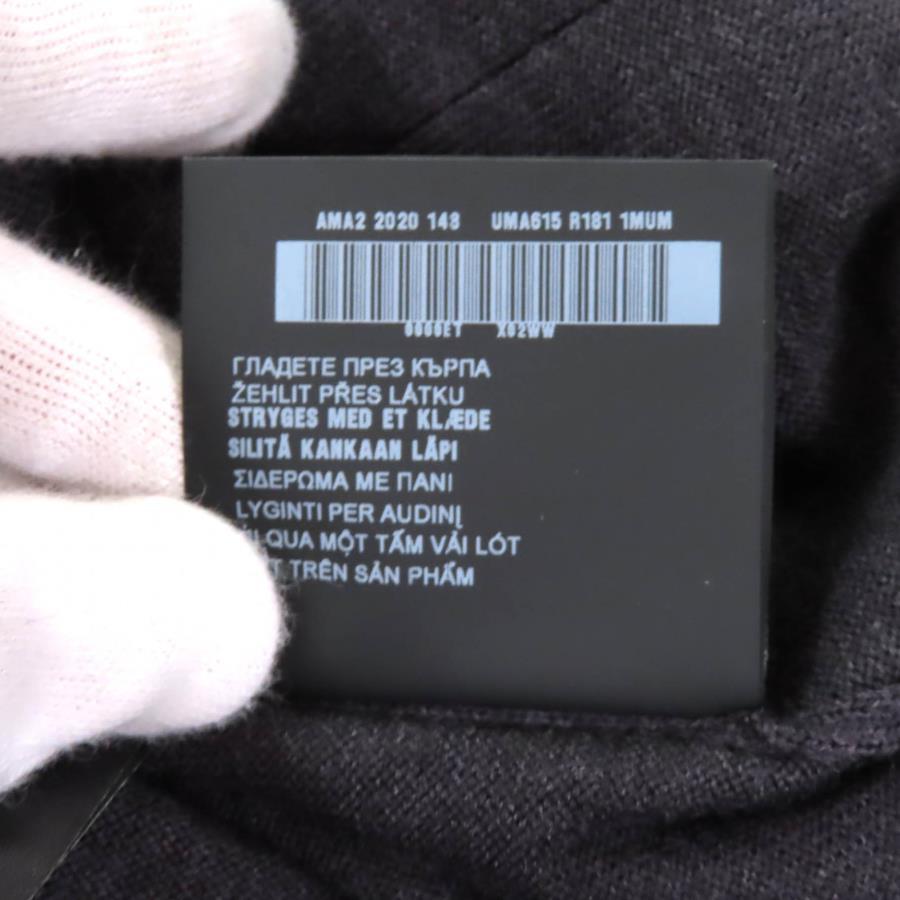 AMA2 2020 148 UMA615 R181 1MUM
X02WW
ГЛАДЕТЕ ПРЕЗ КЪРПА
ŽEHLIT PŘES LÁTKU
STRYGES MED ET KLÆDE
SILITÄ KANKAAN LÄPI
ΣΙΔΕΡΩΜΑ ΜΕ ΠΑΝΙ
LYGINTI PER AUDINĮ
QUA MỘT TẤM VẢI LÓT
TRÊN SẢN PHẨM